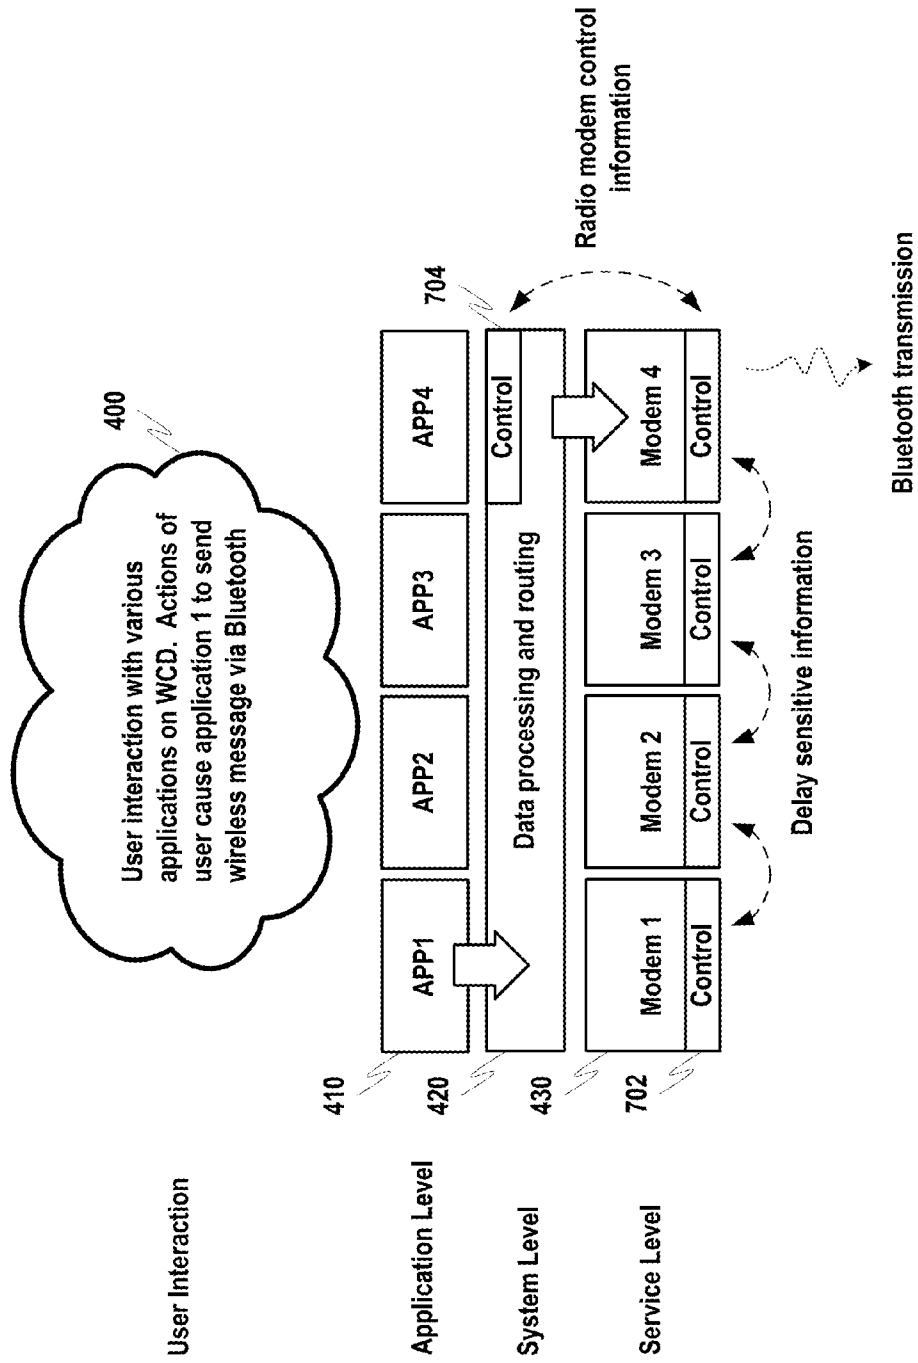 User Interaction
User interaction with various
applications on WCD. Actions of
user cause application 1 to send
wireless message via Bluetooth
400
Application Level
410
APP1
APP2
APP3
APP4
704
System Level
420
Data processing and routing
Control
Radio modem control
information
Service Level
430
Modem 1
Modem 2
Modem 3
Modem 4
702
Control
Control
Control
Control
Delay sensitive information
Bluetooth transmission